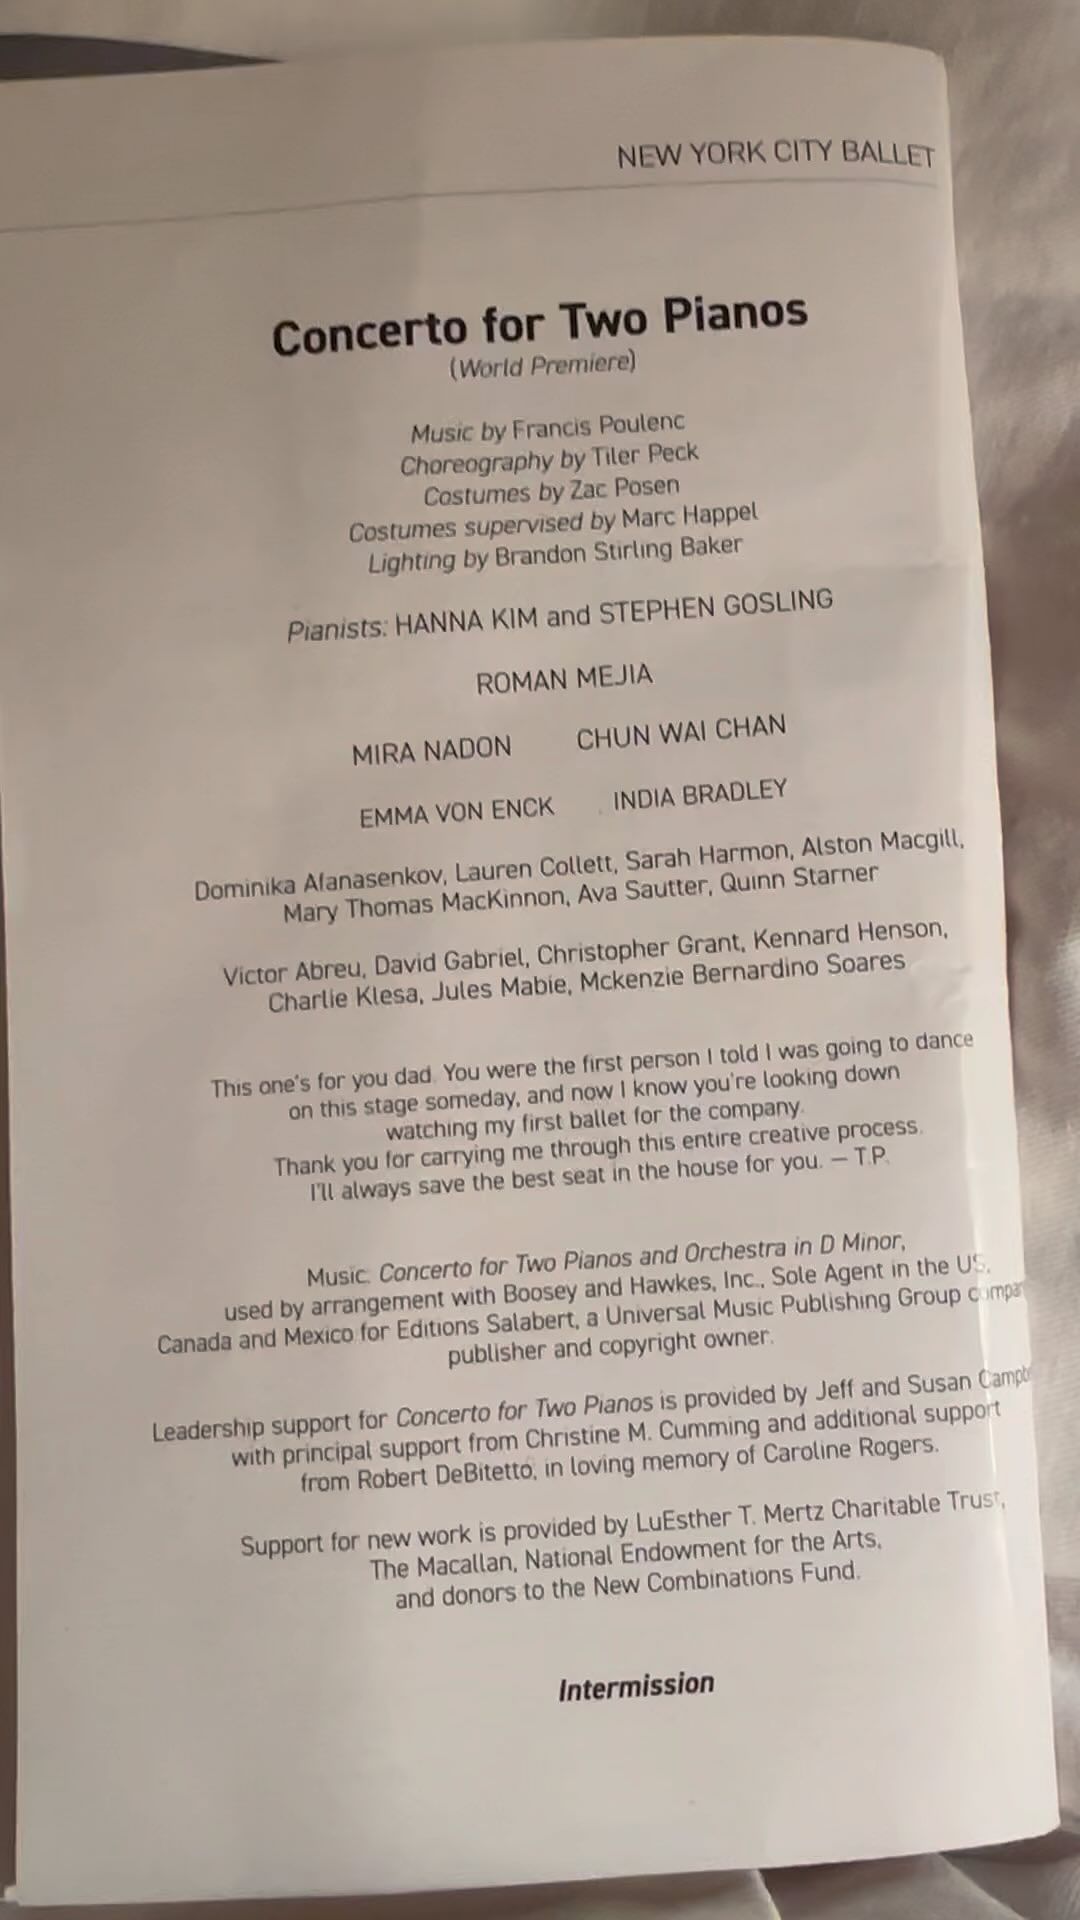 NEW YORK CITY BALLET
Concerto for Two Pianos
(World Premiere)
Music by Francis Poulenc
Choreography by Tiler Peck
Costumes by Zac Posen
Costumes supervised by Marc Happel
Lighting by Brandon Stirling Baker
Pianists: HANNA KIM and STEPHEN GOSLING
ROMAN MEJIA
MIRA NADON CHUN WAI CHAN
EMMA VON ENCK INDIA BRADLEY
Dominika Afanasenkov, Lauren Collett, Sarah Harmon, Alston Macgill,
Mary Thomas MacKinnon, Ava Sautter, Quinn Starner
Victor Abreu, David Gabriel, Christopher Grant, Kennard Henson,
Charlie Klesa, Jules Mabie, Mckenzie Bernardino Soares
This one's for you dad. You were the first person I told I was going to dance
on this stage someday, and now I know you're looking down
watching my first ballet for the company.
Thank you for carrying me through this entire creative process.
I'll always save the best seat in the house for you. – T.P.
Music: Concerto for Two Pianos and Orchestra in D Minor,
used by arrangement with Boosey and Hawkes, Inc., Sole Agent in the US,
Canada and Mexico for Editions Salabert, a Universal Music Publishing Group
publisher and copyright owner.
Leadership support for Concerto for Two Pianos is provided by Jeff and Susan
with principal support from Christine M. Cumming and additional support
from Robert DeBitetto, in loving memory of Caroline Rogers.
Support for new work is provided by LuEsther T. Mertz Charitable Trust,
The Macallan, National Endowment for the Arts,
and donors to the New Combinations Fund.
Intermission